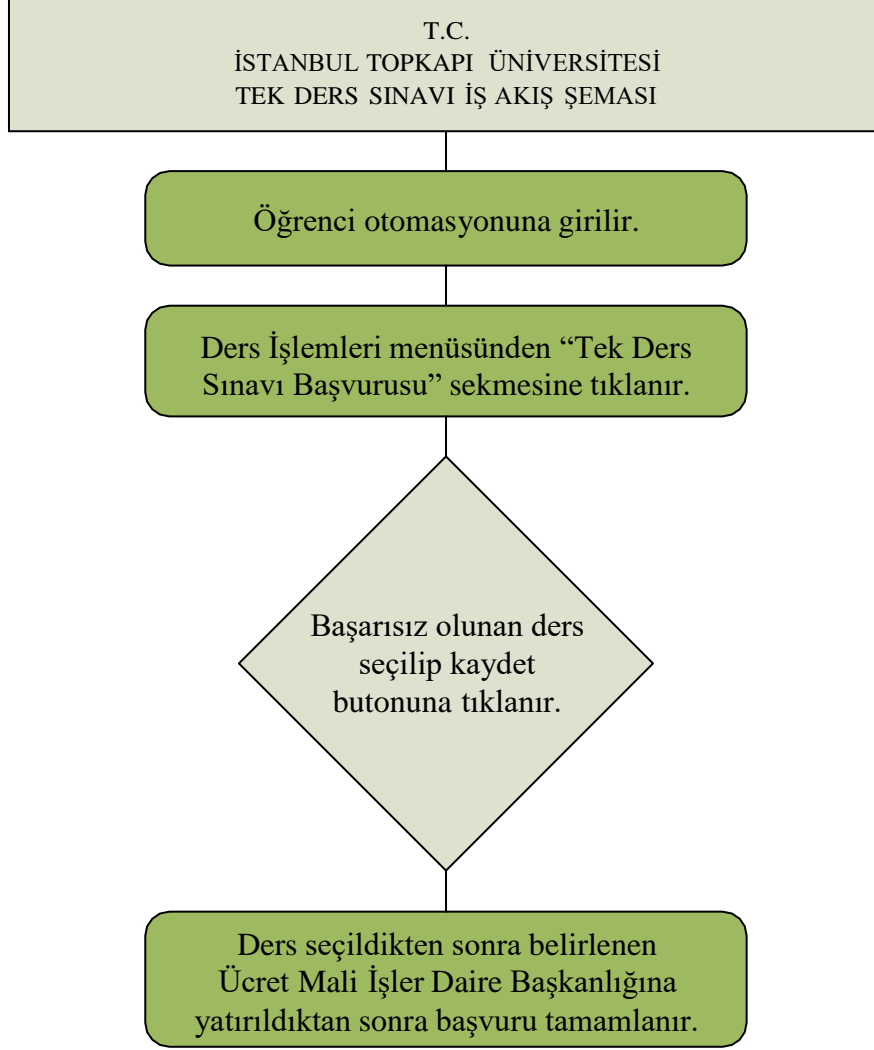 T.C.
İSTANBUL TOPKAPI ÜNİVERSİTESİ
TEK DERS SINAVI İŞ AKIŞ ŞEMASI
Öğrenci otomasyonuna girilir.
Ders İşlemleri menüsünden “Tek Ders
Sınavı Başvurusu” sekmesine tıklanır.
Başarısız olunan ders
seçilip kaydet
butonuna tıklanır.
Ders seçildikten sonra belirlenen
Ücret Mali İşler Daire Başkanlığına
yatırıldıktan sonra başvuru tamamlanır.